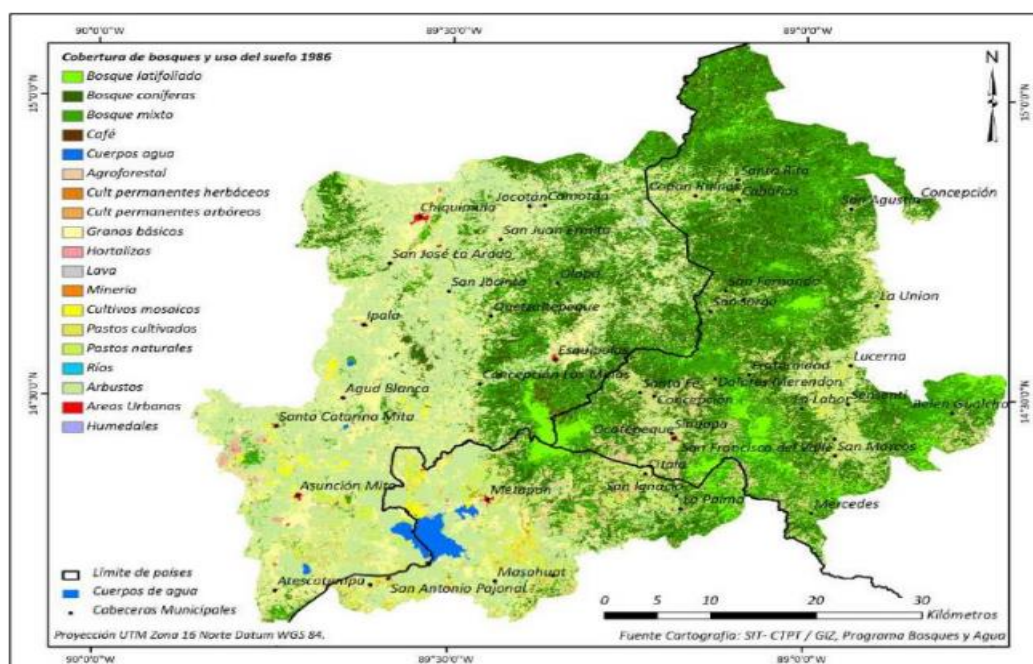 90°0'0"W 89°30'0"W 89°0'0"W
Cobertura de bosques y uso del suelo 1986
Bosque latifoliado
Bosque coníferas
Bosque mixto
Café
Cuerpos agua
Agroforestal
Cult permanentes herbáceos
Cult permanentes arbóreos
Granos básicos
Hortalizas
Lava
Minería
Cultivos mosaicos
Pastos cultivados
Pastos naturales
Ríos
Arbustos
Areas Urbanas
Humedales
N
15°0'0"N
15°0'0"N
14°30'0"N
14°30'0"N
Santa Rita
Copán Ruinas
Cabañas
Concepción
San Agustín
Jocotán
Camotán
Chiquimula
San Juan Ermita
San José La Arada
San Jacinto
Olopa
San Fernando
San Jorge
La Union
Quetzaltepeque
Ipala
Esquipulas
Lucerna
Fraternidad
Concepción Las Minas
Santa Fe
Dolores Merendon
Sensenti
Agua Blanca
Concepción
La Labor
Belén Gualcho
Santa Catarina Mita
Ocotepeque
Sinuapa
San Francisco del Valle
San Marcos
Asunción Mita
Metapán
San Ignacio
Citala
La Palma
Mercedes
Atescatempa
San Antonio Pajonal
Masahuat
Límite de países
Cuerpos de agua
Cabeceras Municipales
0 5 10 20 30
Kilómetros
Proyección UTM Zona 16 Norte Datum WGS 84.
Fuente Cartografía: SIT- CTPT / GIZ, Programa Bosques y Agua
90°0'0"W 89°30'0"W 89°0'0"W